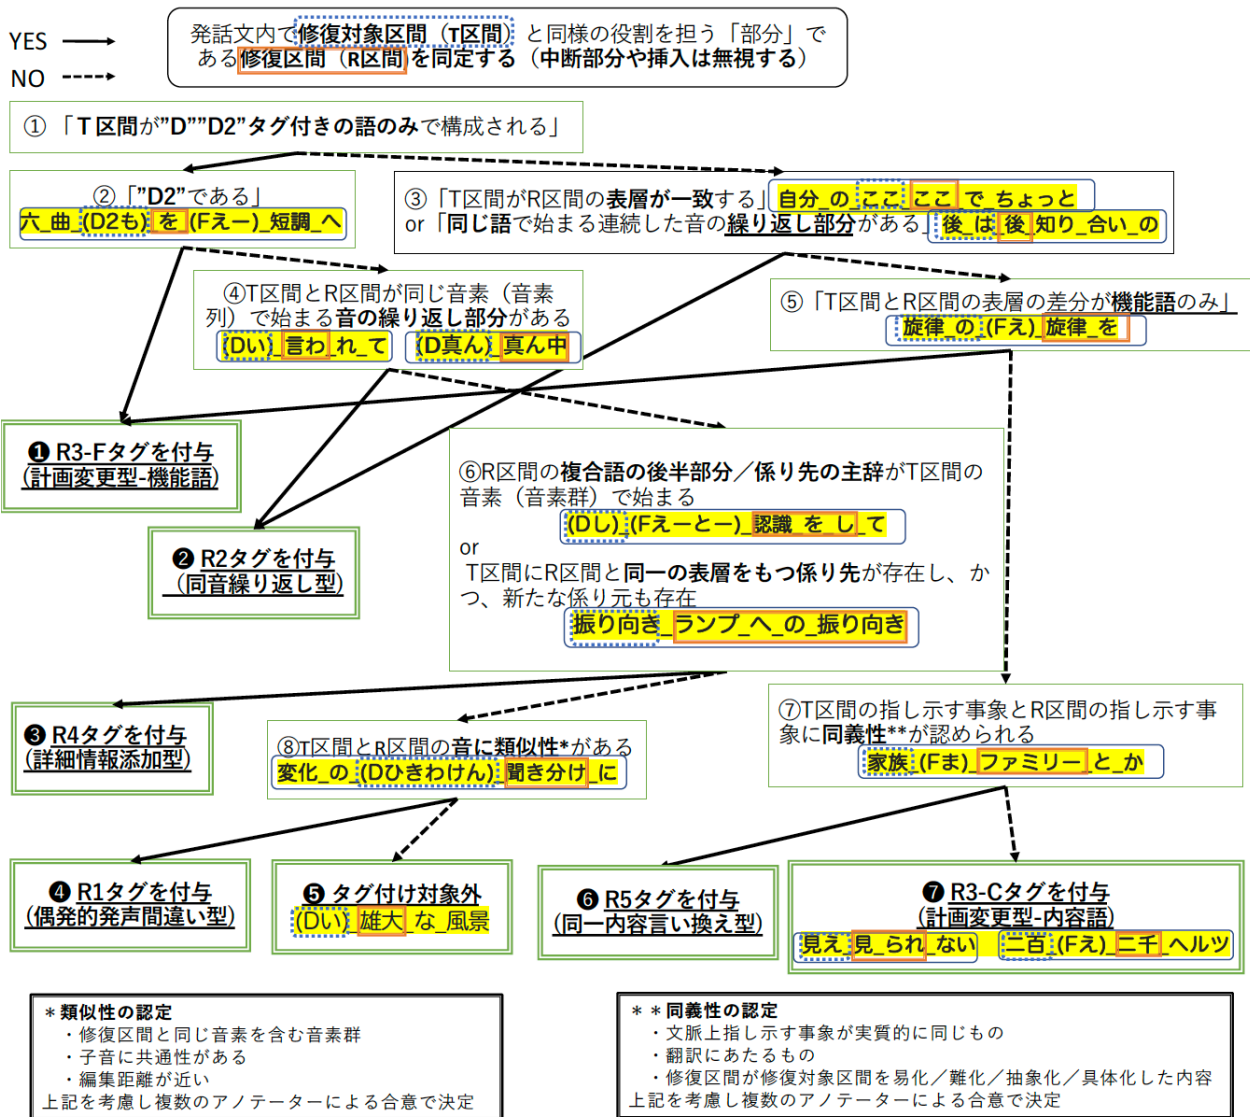 YES
NO
発話文内で修復対象区間（T区間）と同様の役割を担う「部分」で
ある修復区間（R区間)を同定する（中断部分や挿入は無視する）
① 「T区間が”D””D2”タグ付きの語のみで構成される」
②「”D2”である」
六_曲_(D2も)_を_(Fえー)_短調_へ
③「T区間がR区間の表層が一致する」
自分_の_ここ_ここ_で_ちょっと
or「同じ語で始まる連続した音の繰り返し部分がある」
後_は_後_知り_合い_の
④T区間とR区間が同じ音素（音素
列）で始まる音の繰り返し部分がある
(Dい)_言わ_れ_て
(D真ん)_真ん中
⑤「T区間とR区間の表層の差分が機能語のみ」
旋律_の_(Fえ)_旋律_を
❶ R3-Fタグを付与
(計画変更型-機能語)
❷ R2タグを付与
（同音繰り返し型)
⑥R区間の複合語の後半部分／係り先の主辞がT区間の
音素（音素群）で始まる
(Dし)_(Fえーとー)_認識_を_し_て
or
T区間にR区間と同一の表層をもつ係り先が存在し、か
つ、新たな係り元も存在
振り向き_ランプ_へ_の_振り向き
❸ R4タグを付与
(詳細情報添加型)
⑧T区間とR区間の音に類似性*がある
変化_の_(Dひきわけん)_聞き分け_に
⑦T区間の指し示す事象とR区間の指し示す事
象に同義性**が認められる
家族_(Fま)_ファミリー_と_か
❹ R1タグを付与
(偶発的発声間違い型)
❺ タグ付け対象外
(Dい)_雄大_な_風景
❻ R5タグを付与
(同一内容言い換え型)
❼ R3-Cタグを付与
(計画変更型-内容語)
見え_見_られ_ない
二百_(Fえ)_二千_ヘルツ
＊類似性の認定
・修復区間と同じ音素を含む音素群
・子音に共通性がある
・編集距離が近い
上記を考慮し複数のアノテーターによる合意で決定
＊＊同義性の認定
・文脈上指し示す事象が実質的に同じもの
・翻訳にあたるもの
・修復区間が修復対象区間を易化／難化／抽象化／具体化した内容
上記を考慮し複数のアノテーターによる合意で決定